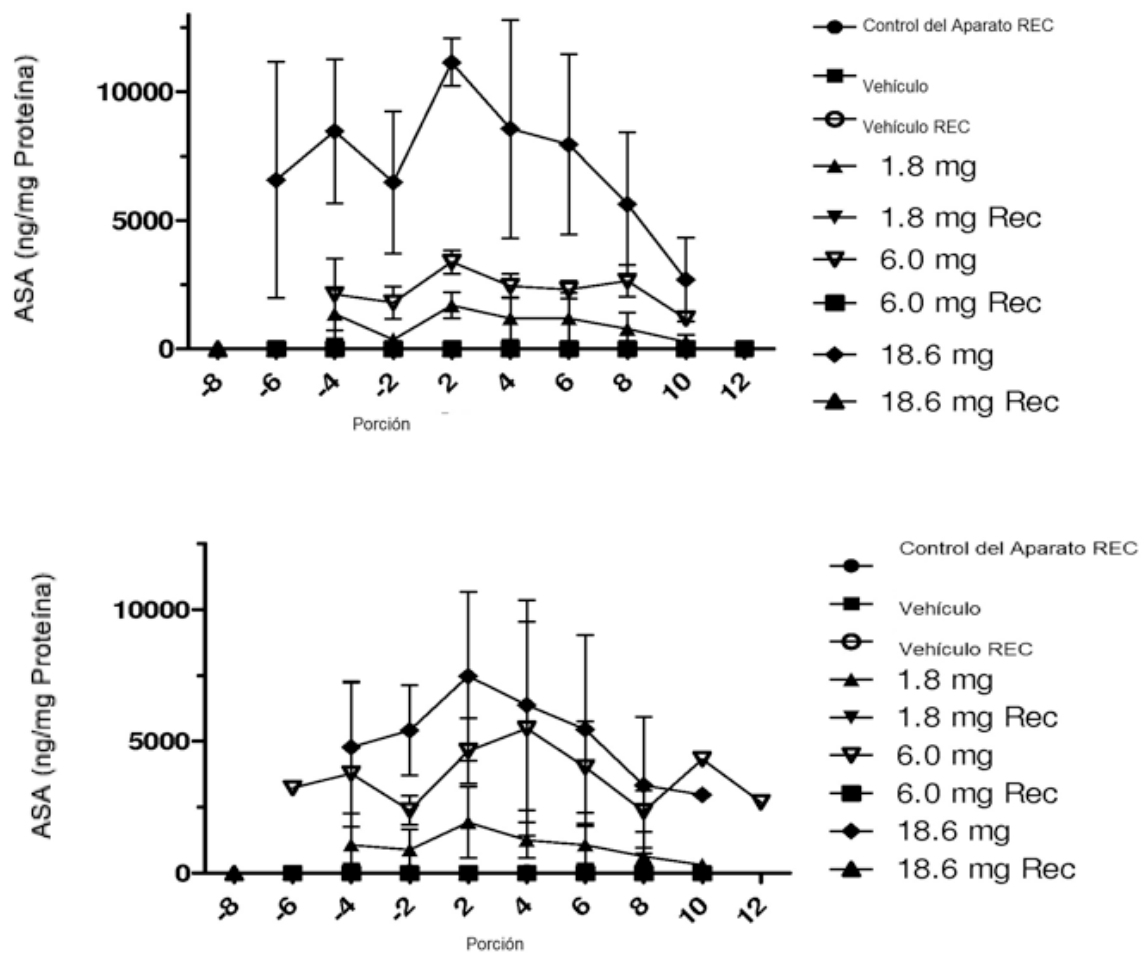 ASA (ng/mg Proteína)
10000
5000
0
-8 -6 -4 -2 2 4 6 8 10 12
Porción
Control del Aparato REC
Vehículo
Vehículo REC
1.8 mg
1.8 mg Rec
6.0 mg
6.0 mg Rec
18.6 mg
18.6 mg Rec
ASA (ng/mg Proteína)
10000
5000
0
-8 -6 -4 -2 2 4 6 8 10 12
Porción
Control del Aparato REC
Vehículo
Vehículo REC
1.8 mg
1.8 mg Rec
6.0 mg
6.0 mg Rec
18.6 mg
18.6 mg Rec